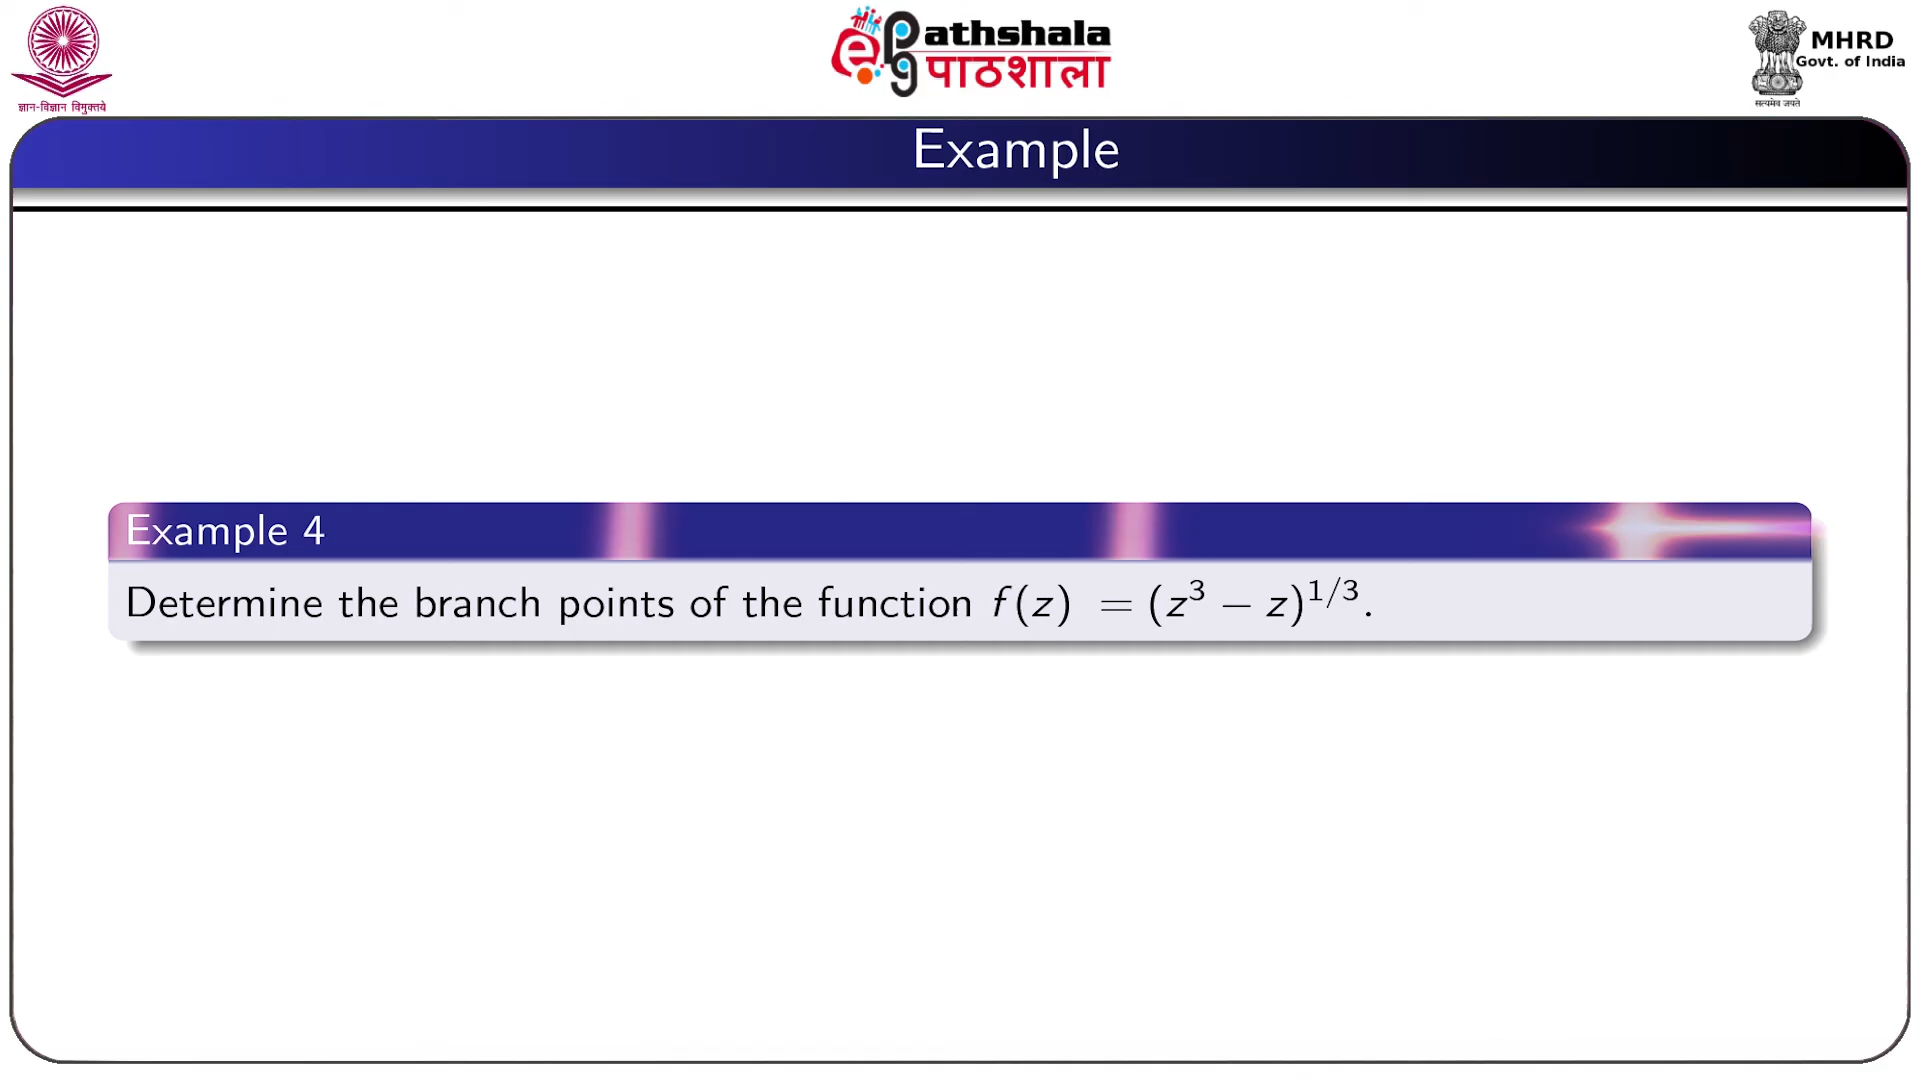 ज्ञान-विज्ञान विमुक्तये
ePG athshala
पाठशाला
MHRD
Govt. of India
सत्यमेव जयते
Example
Example 4
Determine the branch points of the function f(z) = (z³ − z)^{1/3}.